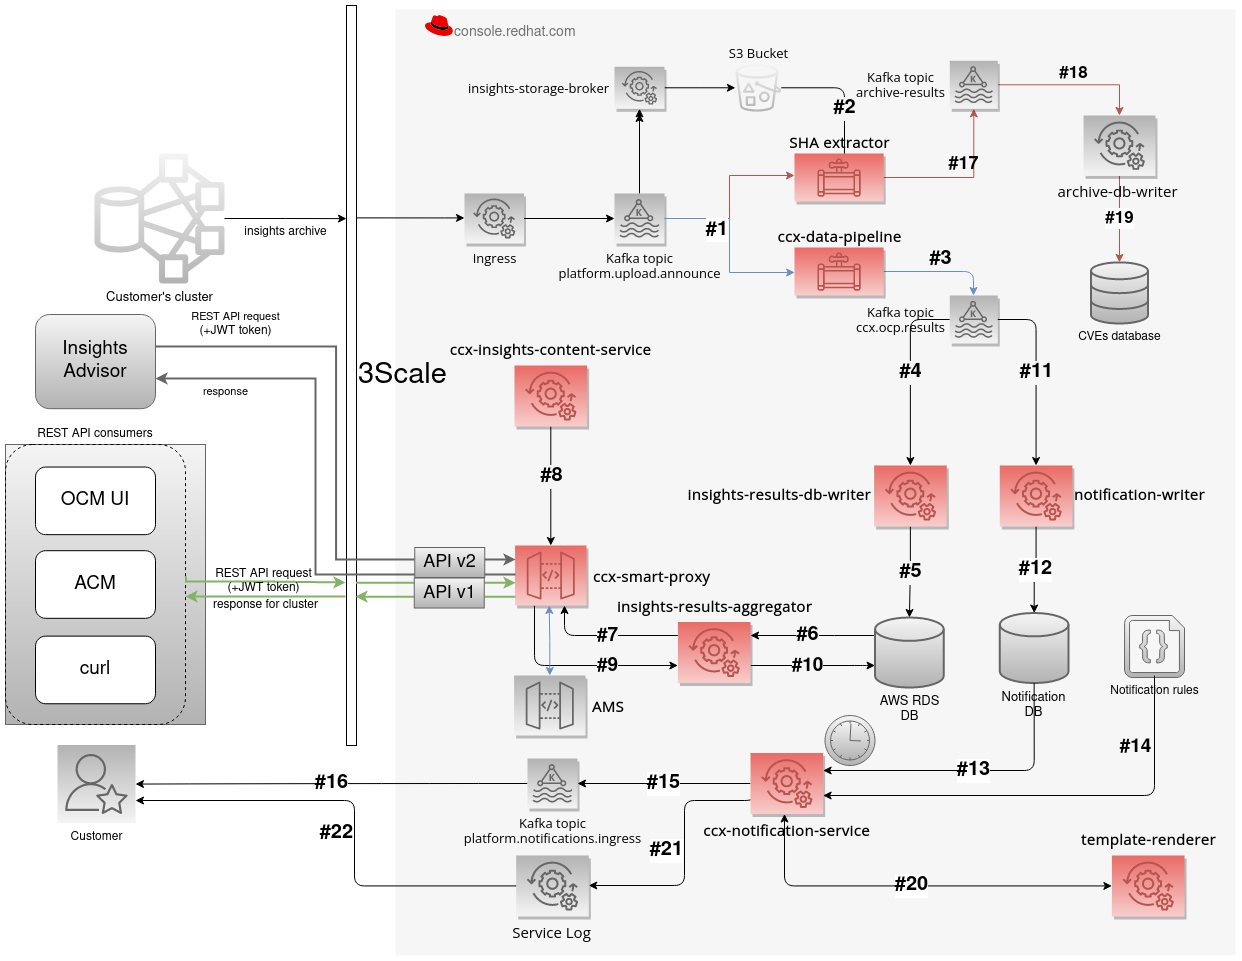 console.redhat.com
S3 Bucket
insights-storage-broker
#2
Kafka topic
archive-results
#18
SHA extractor
#17
archive-db-writer
#19
insights archive
Ingress
Kafka topic
platform.upload.announce
#1
ccx-data-pipeline
#3
Customer's cluster
Kafka topic
ccx.ocp.results
CVEs database
REST API request
(+JWT token)
Insights
Advisor
response
3Scale
ccx-insights-content-service
#4
#11
REST API consumers
#8
OCM UI
insights-results-db-writer
notification-writer
API v2
ACM
REST API request
(+JWT token)
response for cluster
API v1
ccx-smart-proxy
#5
#12
insights-results-aggregator
#7
#6
#9
#10
curl
AMS
AWS RDS
DB
Notification
DB
Notification rules
#14
#13
#16
#15
Customer
Kafka topic
platform.notifications.ingress
ccx-notification-service
#22
#21
template-renderer
#20
Service Log
K
K
K
K